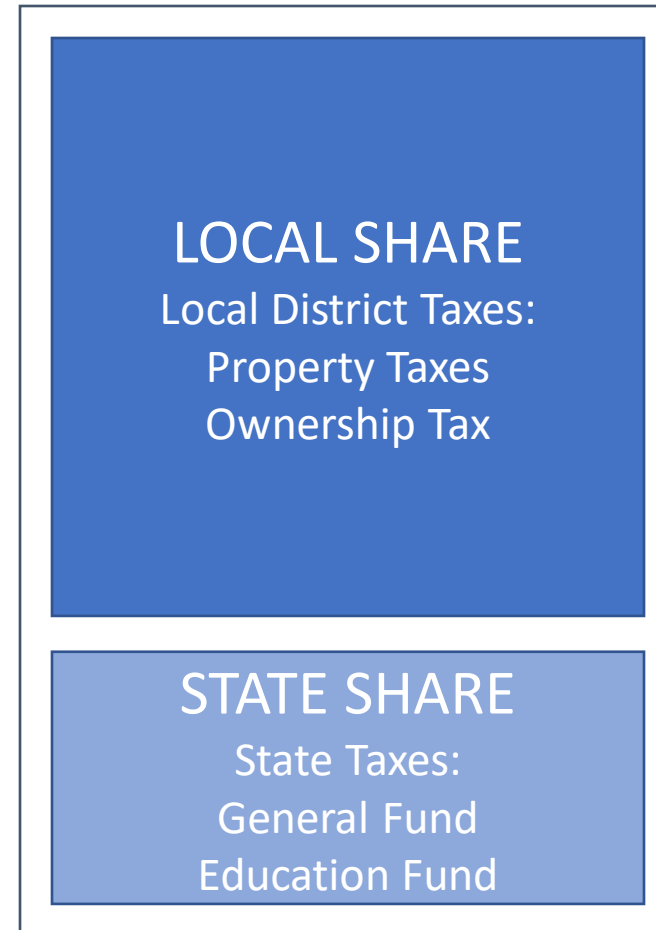 LOCAL SHARE
Local District Taxes:
Property Taxes
Ownership Tax
STATE SHARE
State Taxes:
General Fund
Education Fund